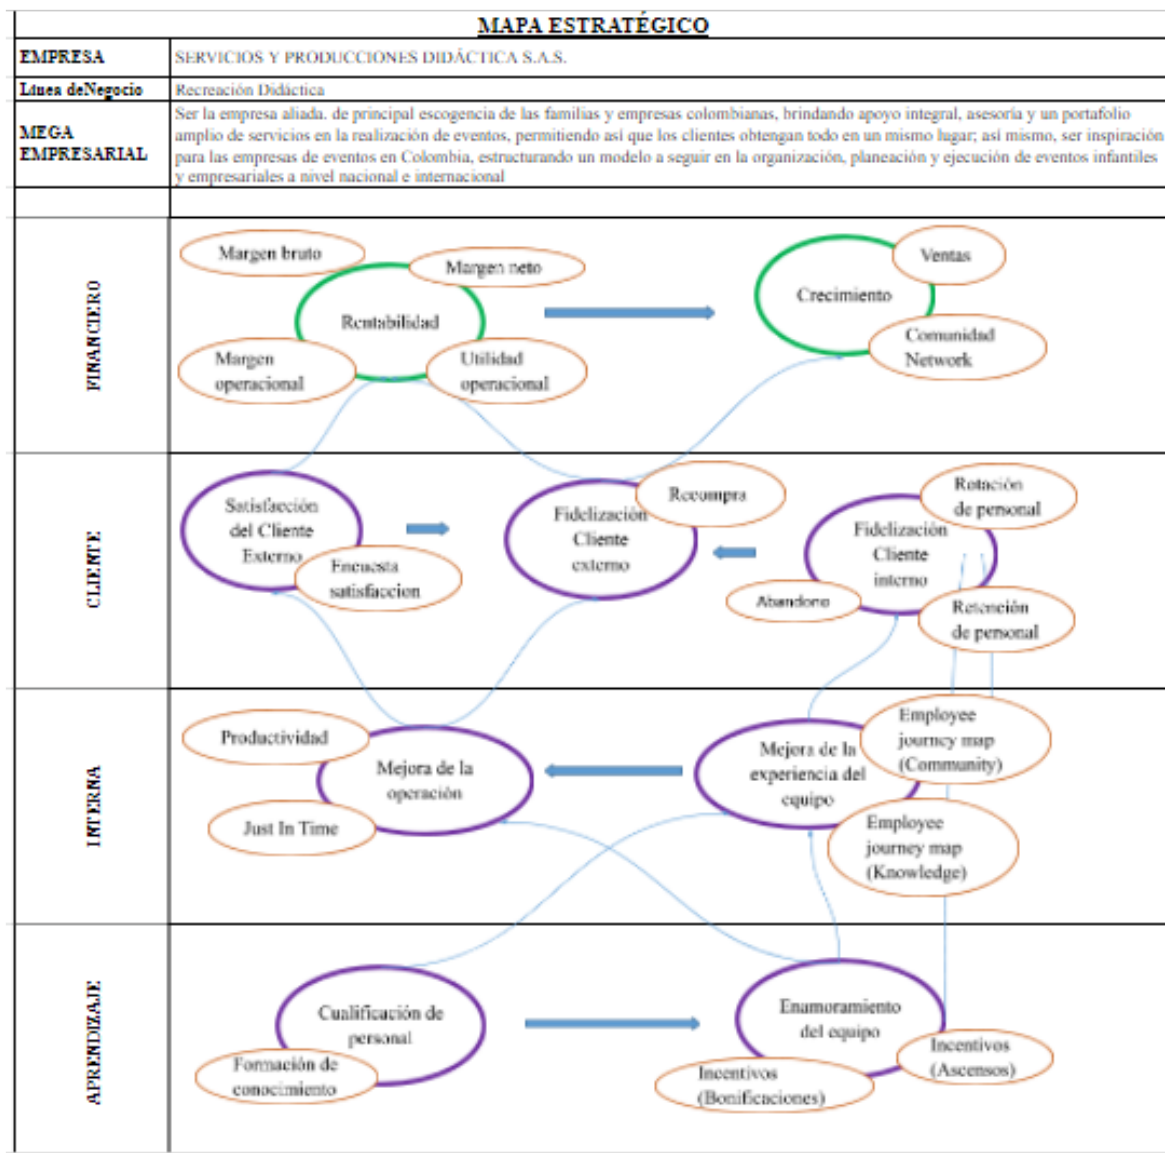 MAPA ESTRATÉGICO
EMPRESA
SERVICIOS Y PRODUCCIONES DIDÁCTICA S.A.S.
Línea deNegocio
Recreación Didáctica
MEGA
EMPRESARIAL
Ser la empresa aliada. de principal escogencia de las familias y empresas colombianas, brindando apoyo integral, asesoría y un portafolio
amplio de servicios en la realización de eventos, permitiendo así que los clientes obtengan todo en un mismo lugar; así mismo, ser inspiración
para las empresas de eventos en Colombia, estructurando un modelo a seguir en la organización, planeación y ejecución de eventos infantiles
y empresariales a nivel nacional e internacional
FINANCIERO
Margen bruto
Margen neto
Rentabilidad
Margen
operacional
Utilidad
operacional
Crecimiento
Ventas
Comunidad
Network
CLIENTE
Satisfacción
del Cliente
Externo
Encuesta
satisfaccion
Fidelización
Cliente
externo
Recompra
Fidelización
Cliente
interno
Rotación
de personal
Abandono
Retención
de personal
INTERNA
Productividad
Mejora de la
operación
Just In Time
Mejora de la
experiencia del
equipo
Employee
journey map
(Community)
Employee
journey map
(Knowledge)
APRENDIZAJE
Cualificación de
personal
Formación de
conocimiento
Enamoramiento
del equipo
Incentivos
(Bonificaciones)
Incentivos
(Ascensos)